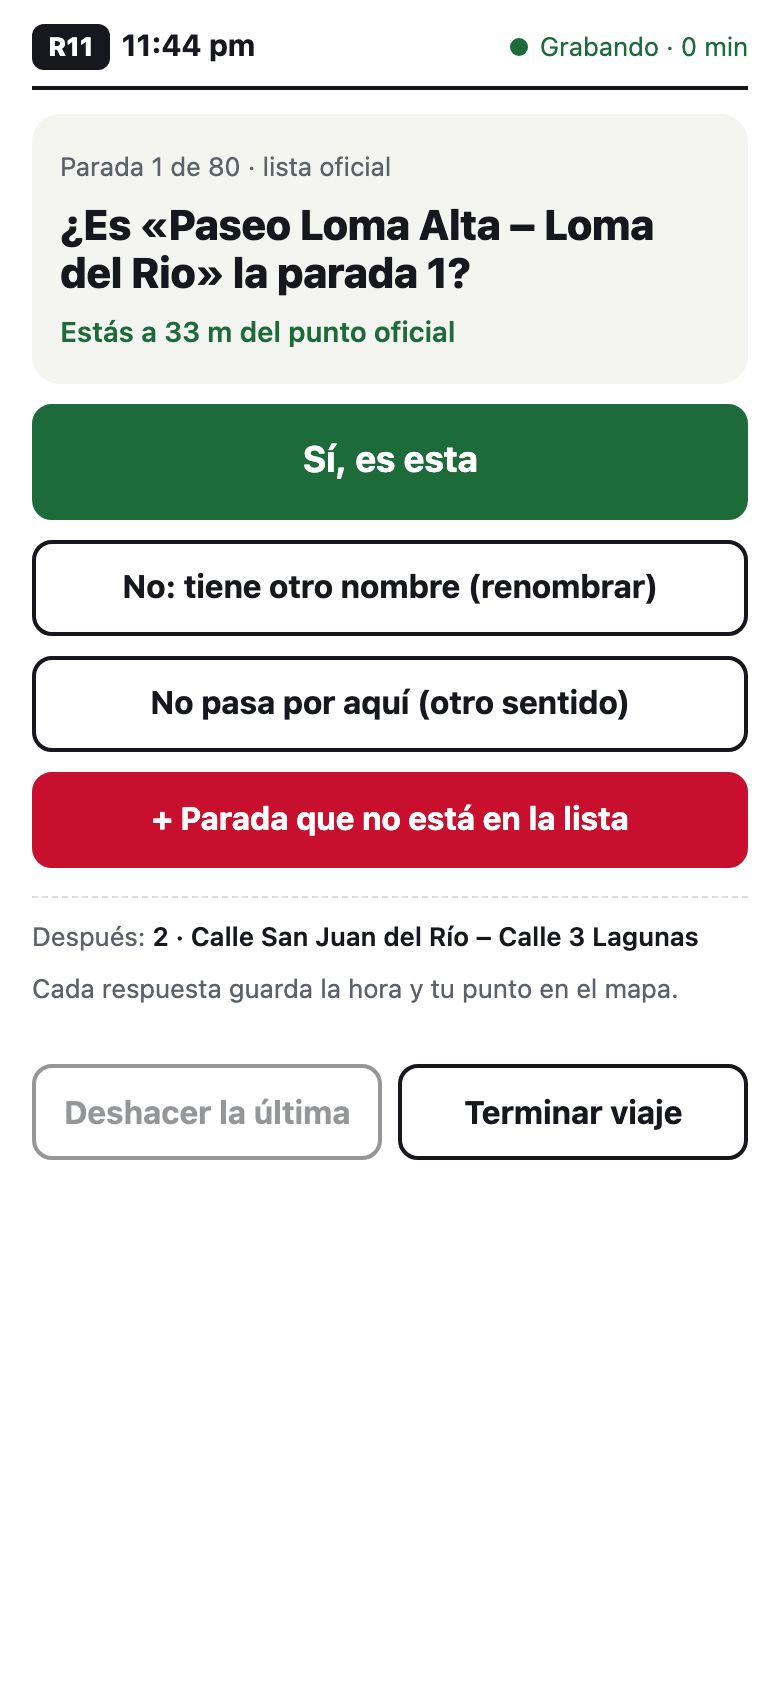 R11 11:44 pm Grabando · 0 min
Parada 1 de 80 · lista oficial
¿Es «Paseo Loma Alta – Loma
del Rio» la parada 1?
Estás a 33 m del punto oficial
Sí, es esta
No: tiene otro nombre (renombrar)
No pasa por aquí (otro sentido)
+ Parada que no está en la lista
Después: 2 · Calle San Juan del Río – Calle 3 Lagunas
Cada respuesta guarda la hora y tu punto en el mapa.
Deshacer la última Terminar viaje